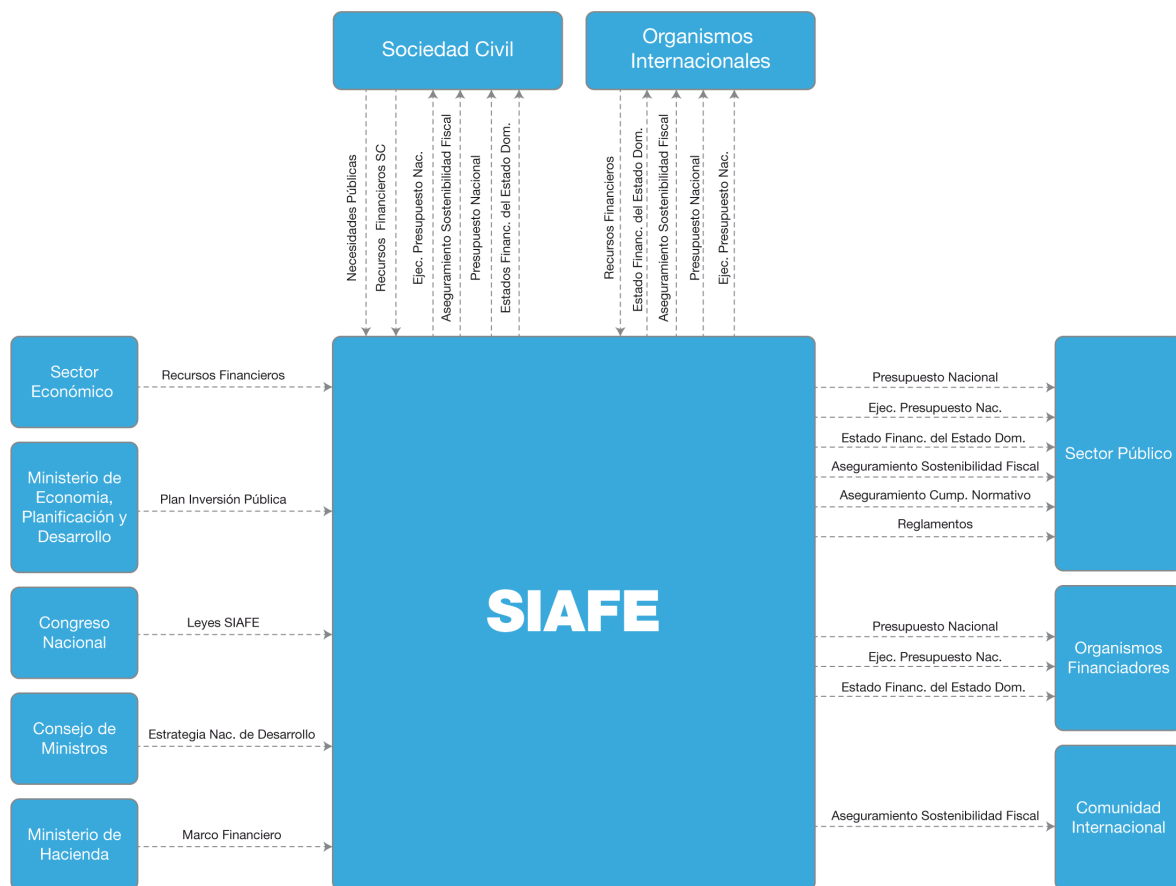 Sociedad Civil
Organismos
Internacionales
Necesidades Públicas
Recursos Financieros SC
Ejec. Presupuesto Nac.
Aseguramiento Sostenibilidad Fiscal
Presupuesto Nacional
Estados Financ. del Estado Dom.
Recursos Financieros
Estado Financ. del Estado Dom.
Aseguramiento Sostenibilidad Fiscal
Presupuesto Nacional
Ejec. Presupuesto Nac.
Sector
Económico
Recursos Financieros
Ministerio de
Economía,
Planificación y
Desarrollo
Plan Inversión Pública
Congreso
Nacional
Leyes SIAFE
Consejo de
Ministros
Estrategia Nac. de Desarrollo
Ministerio de
Hacienda
Marco Financiero
SIAFE
Presupuesto Nacional
Ejec. Presupuesto Nac.
Estado Financ. del Estado Dom.
Aseguramiento Sostenibilidad Fiscal
Aseguramiento Cump. Normativo
Reglamentos
Sector Público
Presupuesto Nacional
Ejec. Presupuesto Nac.
Estado Financ. del Estado Dom.
Organismos
Financiadores
Aseguramiento Sostenibilidad Fiscal
Comunidad
Internacional